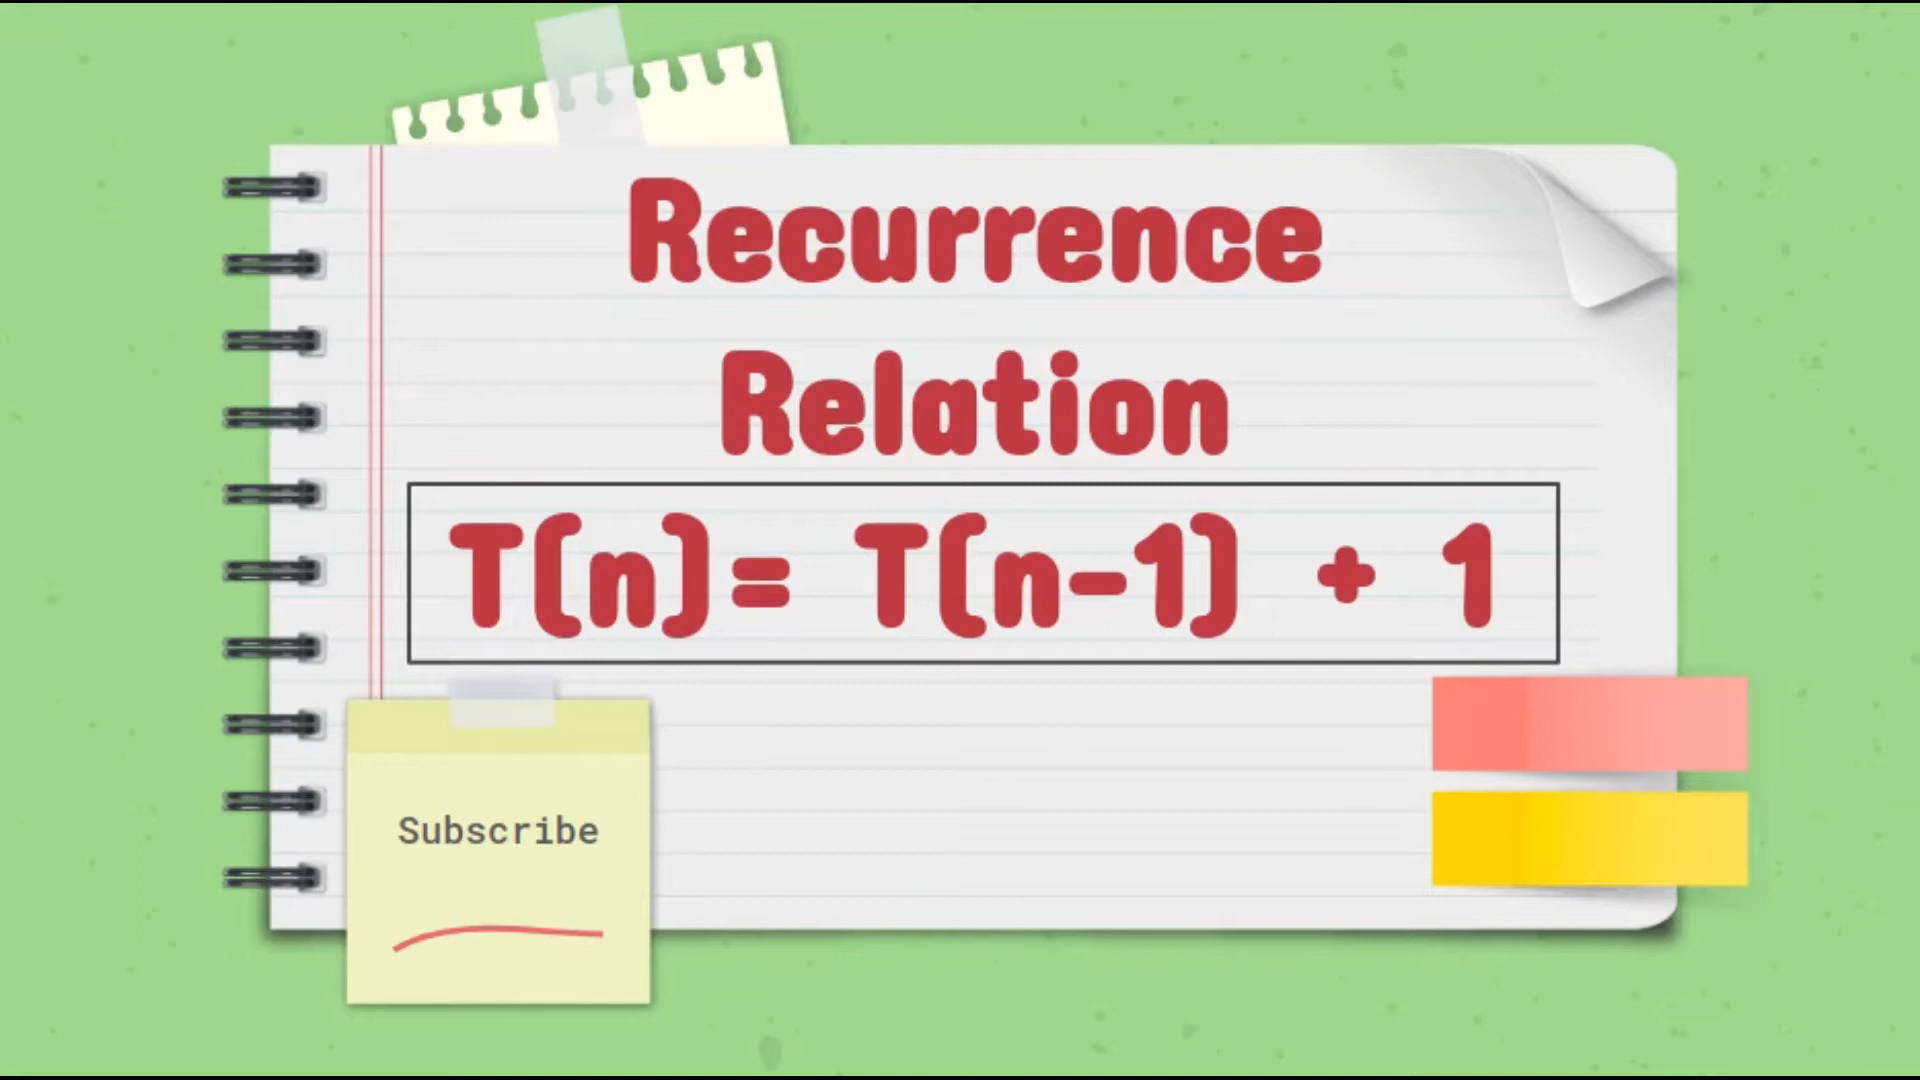 Recurrence
Relation
T(n)= T(n-1) + 1
Subscribe